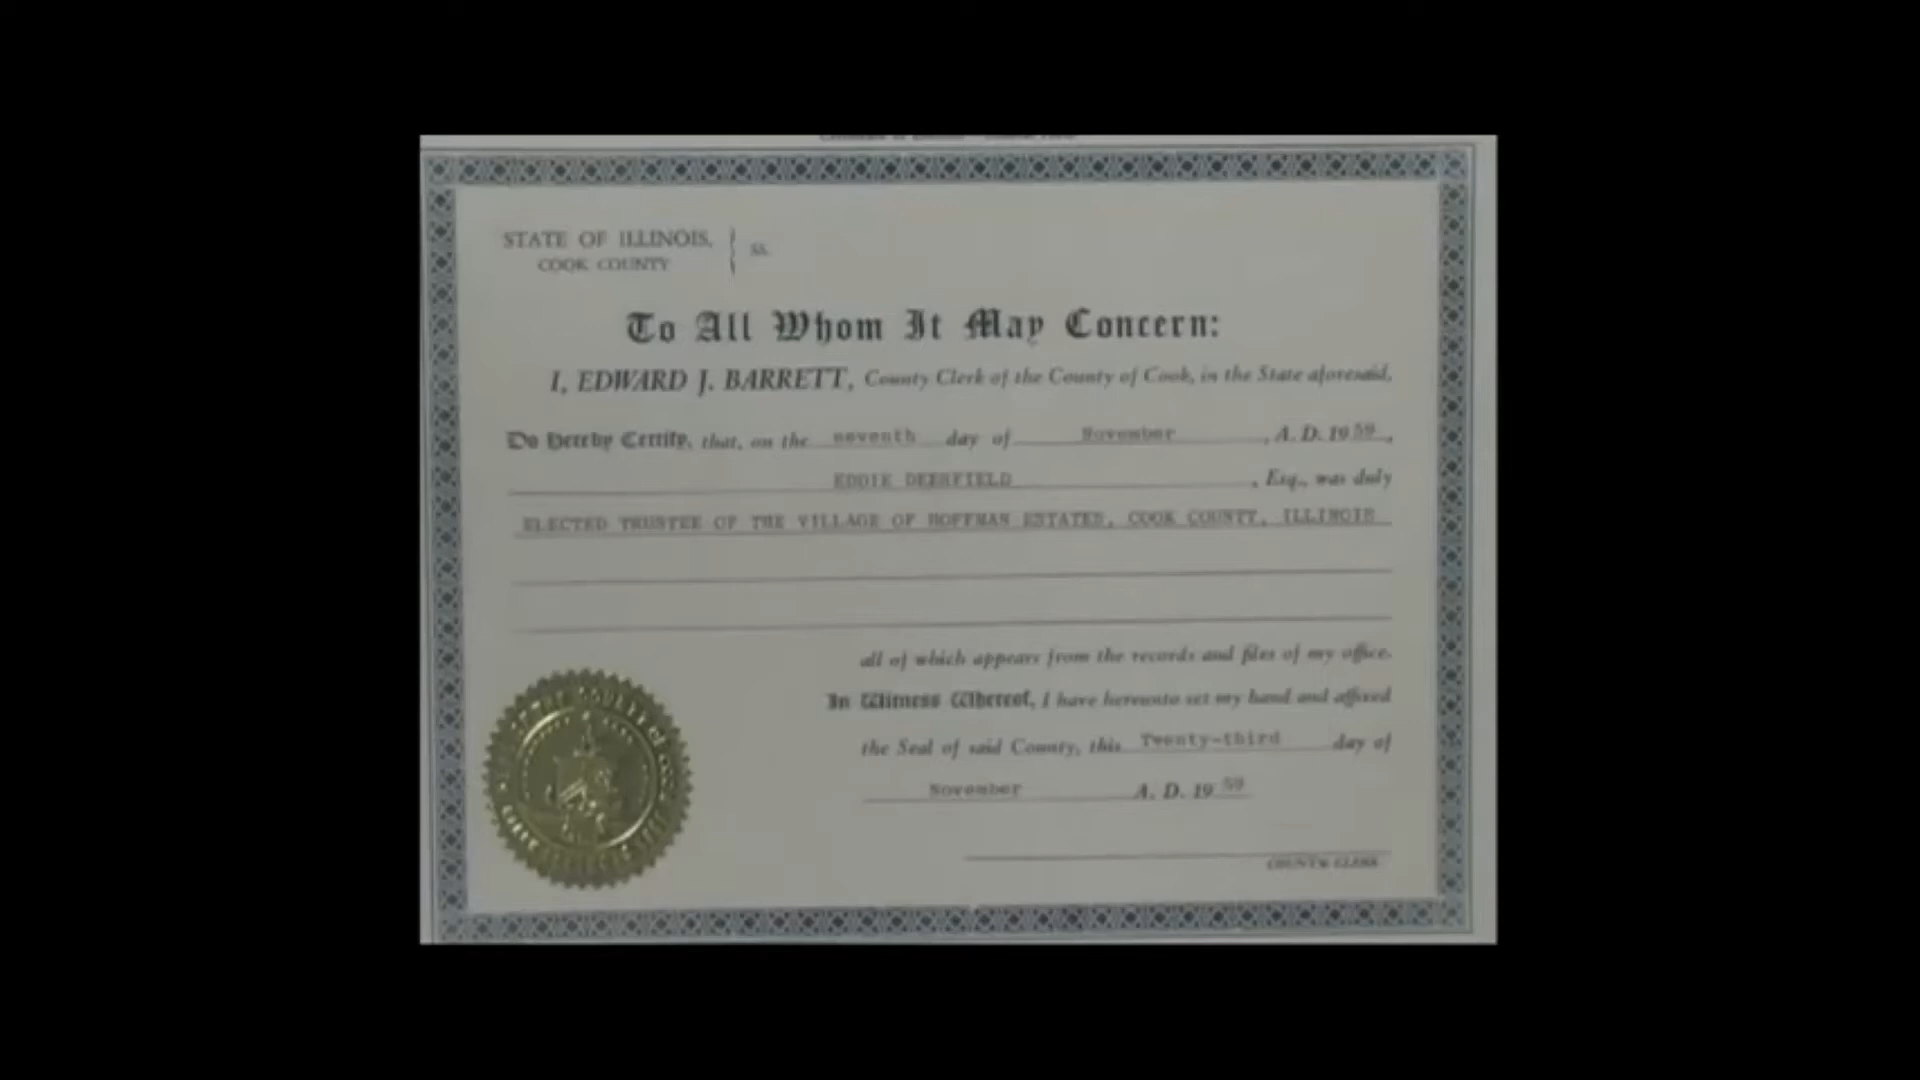 STATE OF ILLINOIS,
COOK COUNTY
} ss.
To All Whom It May Concern:
I, EDWARD J. BARRETT, County Clerk of the County of Cook, in the State aforesaid,
Do Hereby Certify, that, on the seventh day of November, A. D. 1959,
EDDIE DEERFIELD, Esq., was duly
ELECTED TRUSTEE OF THE VILLAGE OF HOFFMAN ESTATES, COOK COUNTY, ILLINOIS
all of which appears from the records and files of my office.
In Witness Whereof, I have hereunto set my hand and affixed
the Seal of said County, this Twenty-third day of
November A. D. 1959
COUNTY CLERK